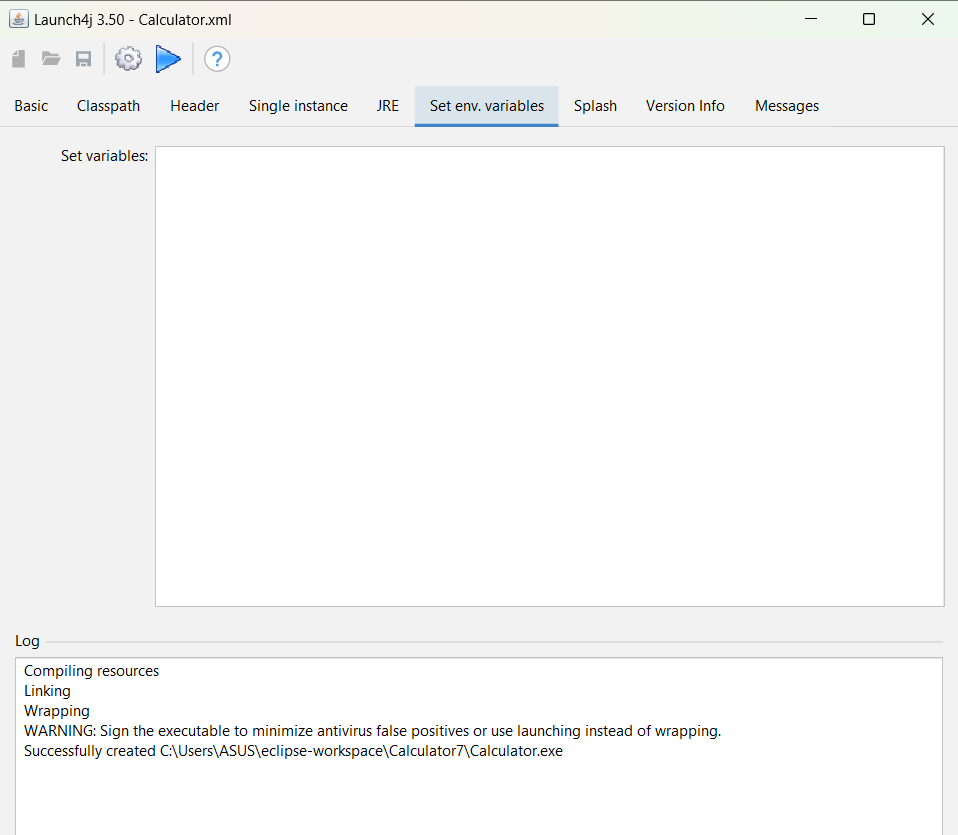 Launch4j 3.50 - Calculator.xml
?
Basic Classpath Header Single instance JRE Set env. variables Splash Version Info Messages
Set variables:
Log
Compiling resources
Linking
Wrapping
WARNING: Sign the executable to minimize antivirus false positives or use launching instead of wrapping.
Successfully created C:\Users\ASUS\eclipse-workspace\Calculator7\Calculator.exe